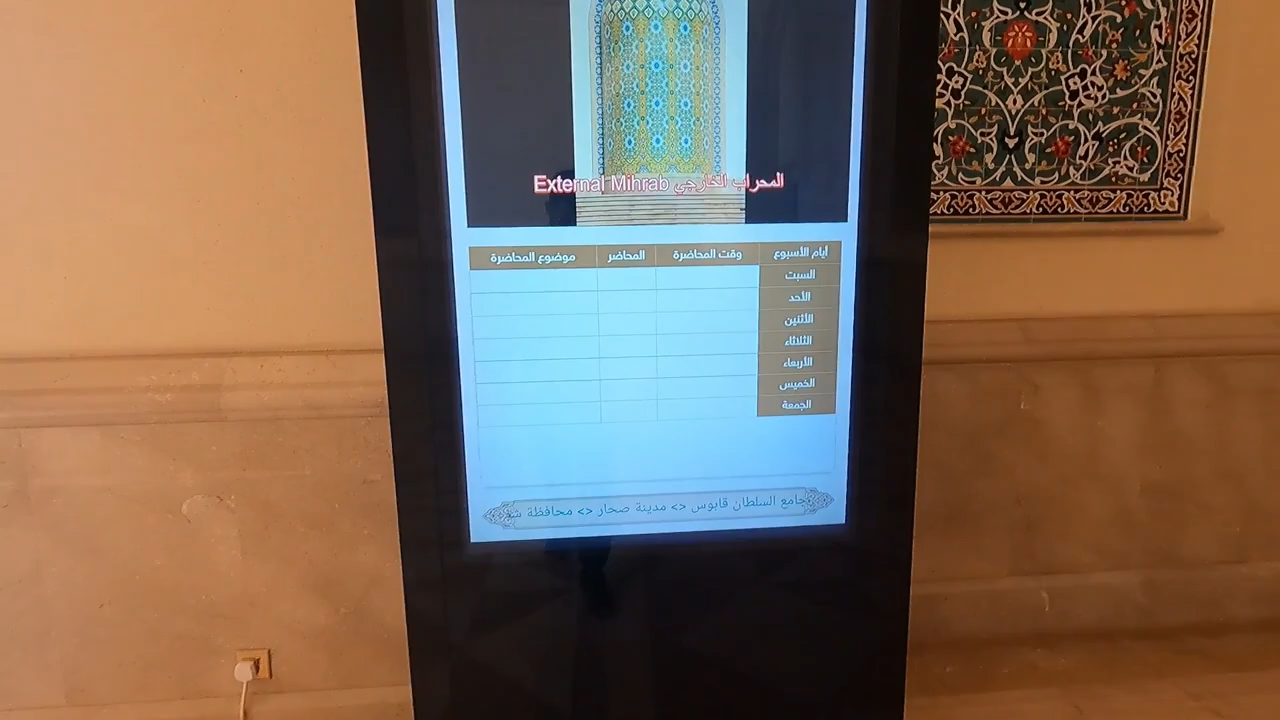 External Mihrab المحراب الخارجي
أيام الأسبوع وقت المحاضرة المحاضر موضوع المحاضرة
السبت
الأحد
الأثنين
الثلاثاء
الأربعاء
الخميس
الجمعة
جامع السلطان قابوس <> مدينة صحار <> محافظة